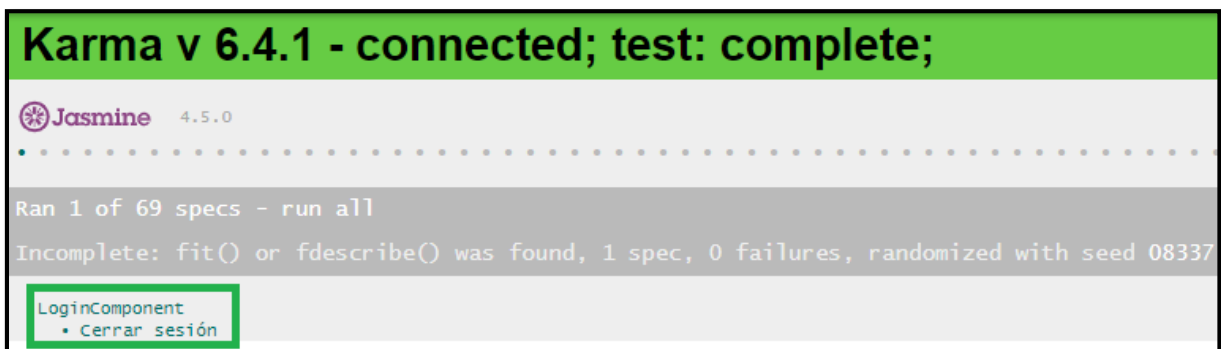 Karma v 6.4.1 - connected; test: complete;
Jasmine 4.5.0
Ran 1 of 69 specs - run all
Incomplete: fit() or fdescribe() was found, 1 spec, 0 failures, randomized with seed 08337
LoginComponent
• Cerrar sesión